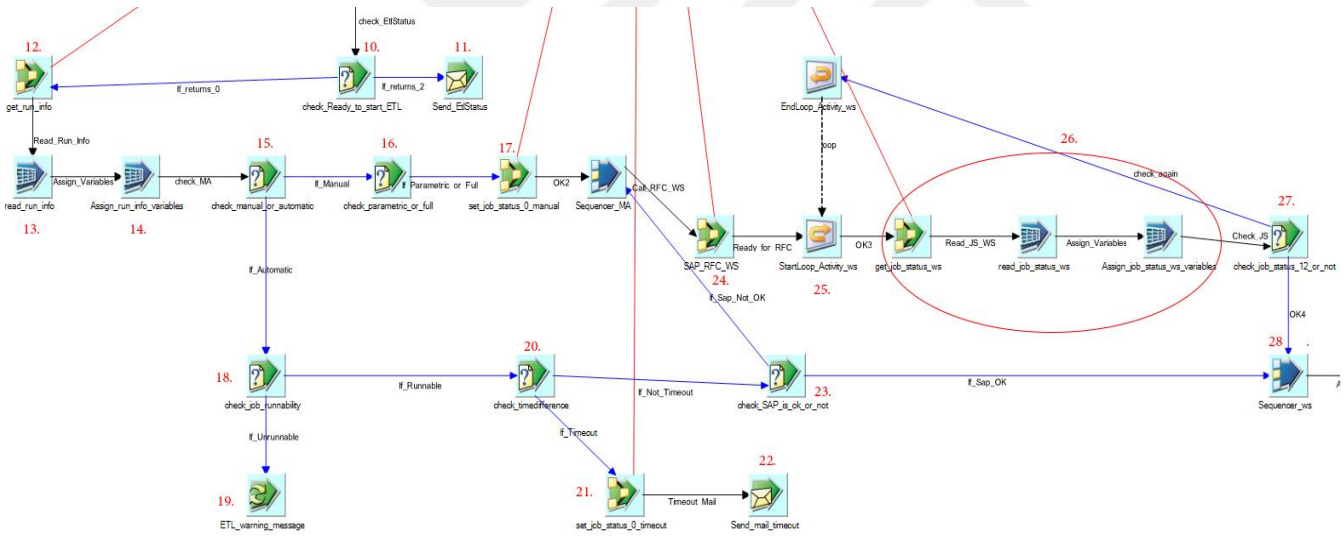 check_EtlStatus
12.
10.
11.
If_returns_0
If_returns_2
get_run_info
check_Ready_to_start_ETL
Send_EtlStatus
EndLoop_Activity_ws
Read_Run_Info
loop
26.
15.
16.
17.
check_again
27.
Assign_Variables
check_MA
If_Manual
If_Parametric or Full
OK2
Call_RFC_WS
read_run_info
Assign_run_info_variables
check_manual_or_automatic
check_parametric_or_full
set_job_status_0_manual
Sequencer_MA
13.
14.
Ready for RFC
OK3
Read_JS_WS
Assign_Variables
Check_JS
SAP_RFC_WS
StartLoop_Activity_ws
get_job_status_ws
read_job_status_ws
Assign_job_status_ws_variables
check_job_status_12_or_not
24.
25.
If_Automatic
If_Sap_Not_OK
OK4
20.
28
.
18.
If_Runnable
If_Not_Timeout
If_Sap_OK
A
check_job_runnability
check_timedifference
check_SAP_is_ok_or_not
23.
Sequencer_ws
If_Unrunnable
If_Timeout
22.
19.
21.
Timeout Mail
ETL_warning_message
set_job_status_0_timeout
Send_mail_timeout